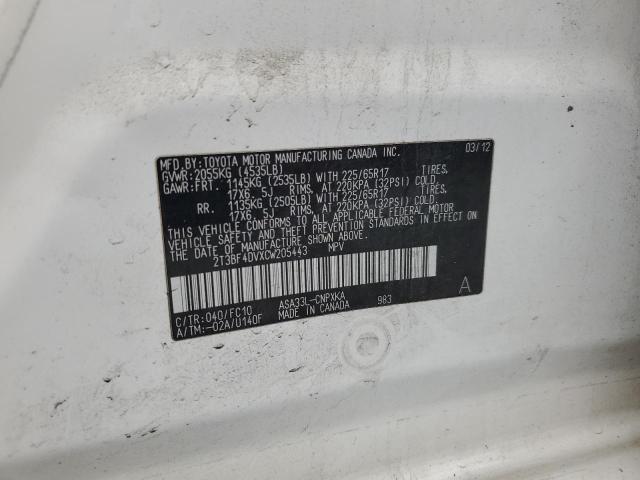 MFD.BY:TOYOTA MOTOR MANUFACTURING CANADA INC. 03/12
GVWR:2055KG (4535LB)
GAWR:FRT. 1145KG (2535LB)WITH 225/65R17 TIRES,
17X6.5J RIMS, AT 220KPA (32PSI) COLD.
RR. 1135KG (2505LB)WITH 225/65R17 TIRES,
17X6.5J RIMS, AT 220KPA (32PSI) COLD.
THIS VEHICLE CONFORMS TO ALL APPLICABLE FEDERAL MOTOR
VEHICLE SAFETY STANDARDS IN EFFECT ON
THE DATE OF MANUFACTURE SHOWN ABOVE.
2T3BF4DVXCW205443 MPV
C/TR:040/FC10 ASA33L-CNPXKA A
A/TM:-02A/U140F MADE IN CANADA 983